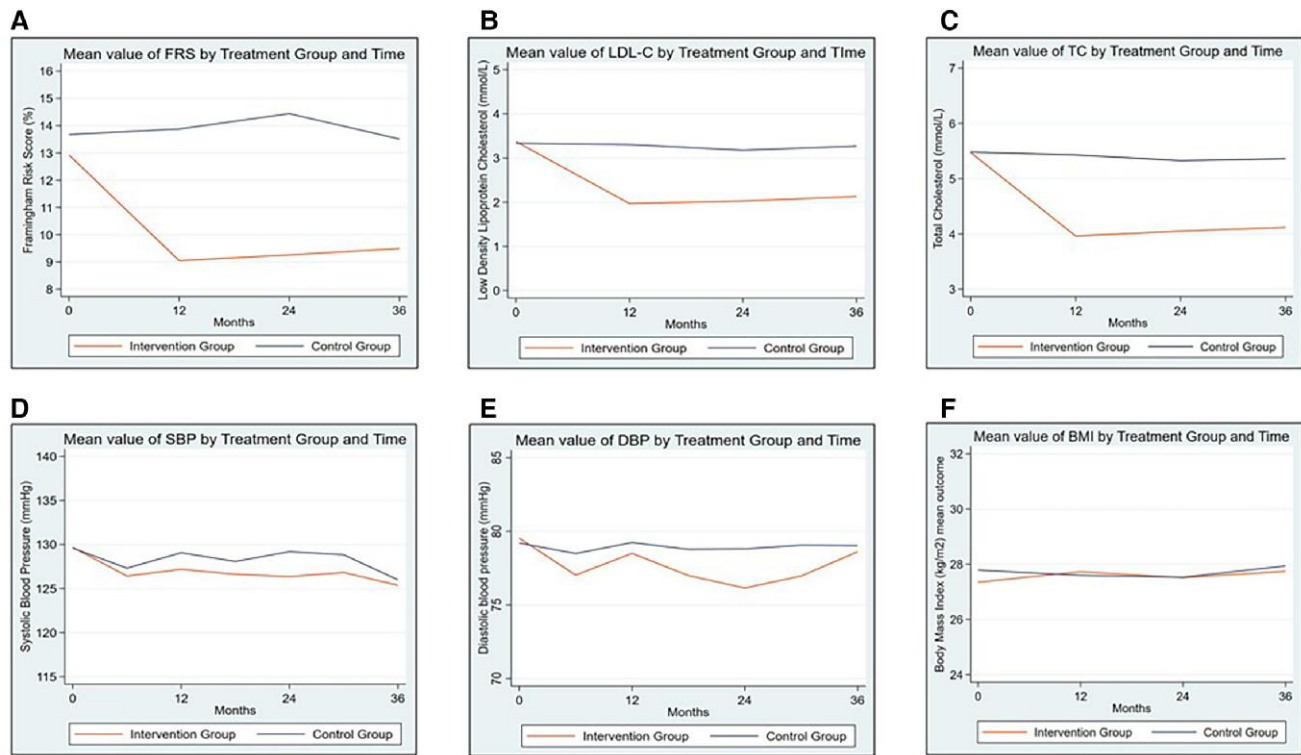 A
Mean value of FRS by Treatment Group and Time
Framingham Risk Score (%)
16
15
14
13
12
11
10
9
8
0 12 24 36
Months
Intervention Group Control Group
B
Mean value of LDL-C by Treatment Group and TIme
Low Density Lipoprotein Cholesterol (mmol/L)
5
4
3
2
1
0
0 12 24 36
Months
Intervention Group Control Group
C
Mean value of TC by Treatment Group and Time
Total Cholesterol (mmol/L)
7
6
5
4
3
0 12 24 36
Months
Intervention Group Control Group
D
Mean value of SBP by Treatment Group and Time
Systolic Blood Pressure (mmHg)
140
135
130
125
120
115
0 12 24 36
Months
Intervention Group Control Group
E
Mean value of DBP by Treatment Group and Time
Diastolic blood pressure (mmHg)
85
80
75
70
0 12 24 36
Months
Intervention Group Control Group
F
Mean value of BMI by Treatment Group and Time
Body Mass Index (kg/m2) mean outcome
32
30
28
26
24
0 12 24 36
Months
Intervention Group Control Group